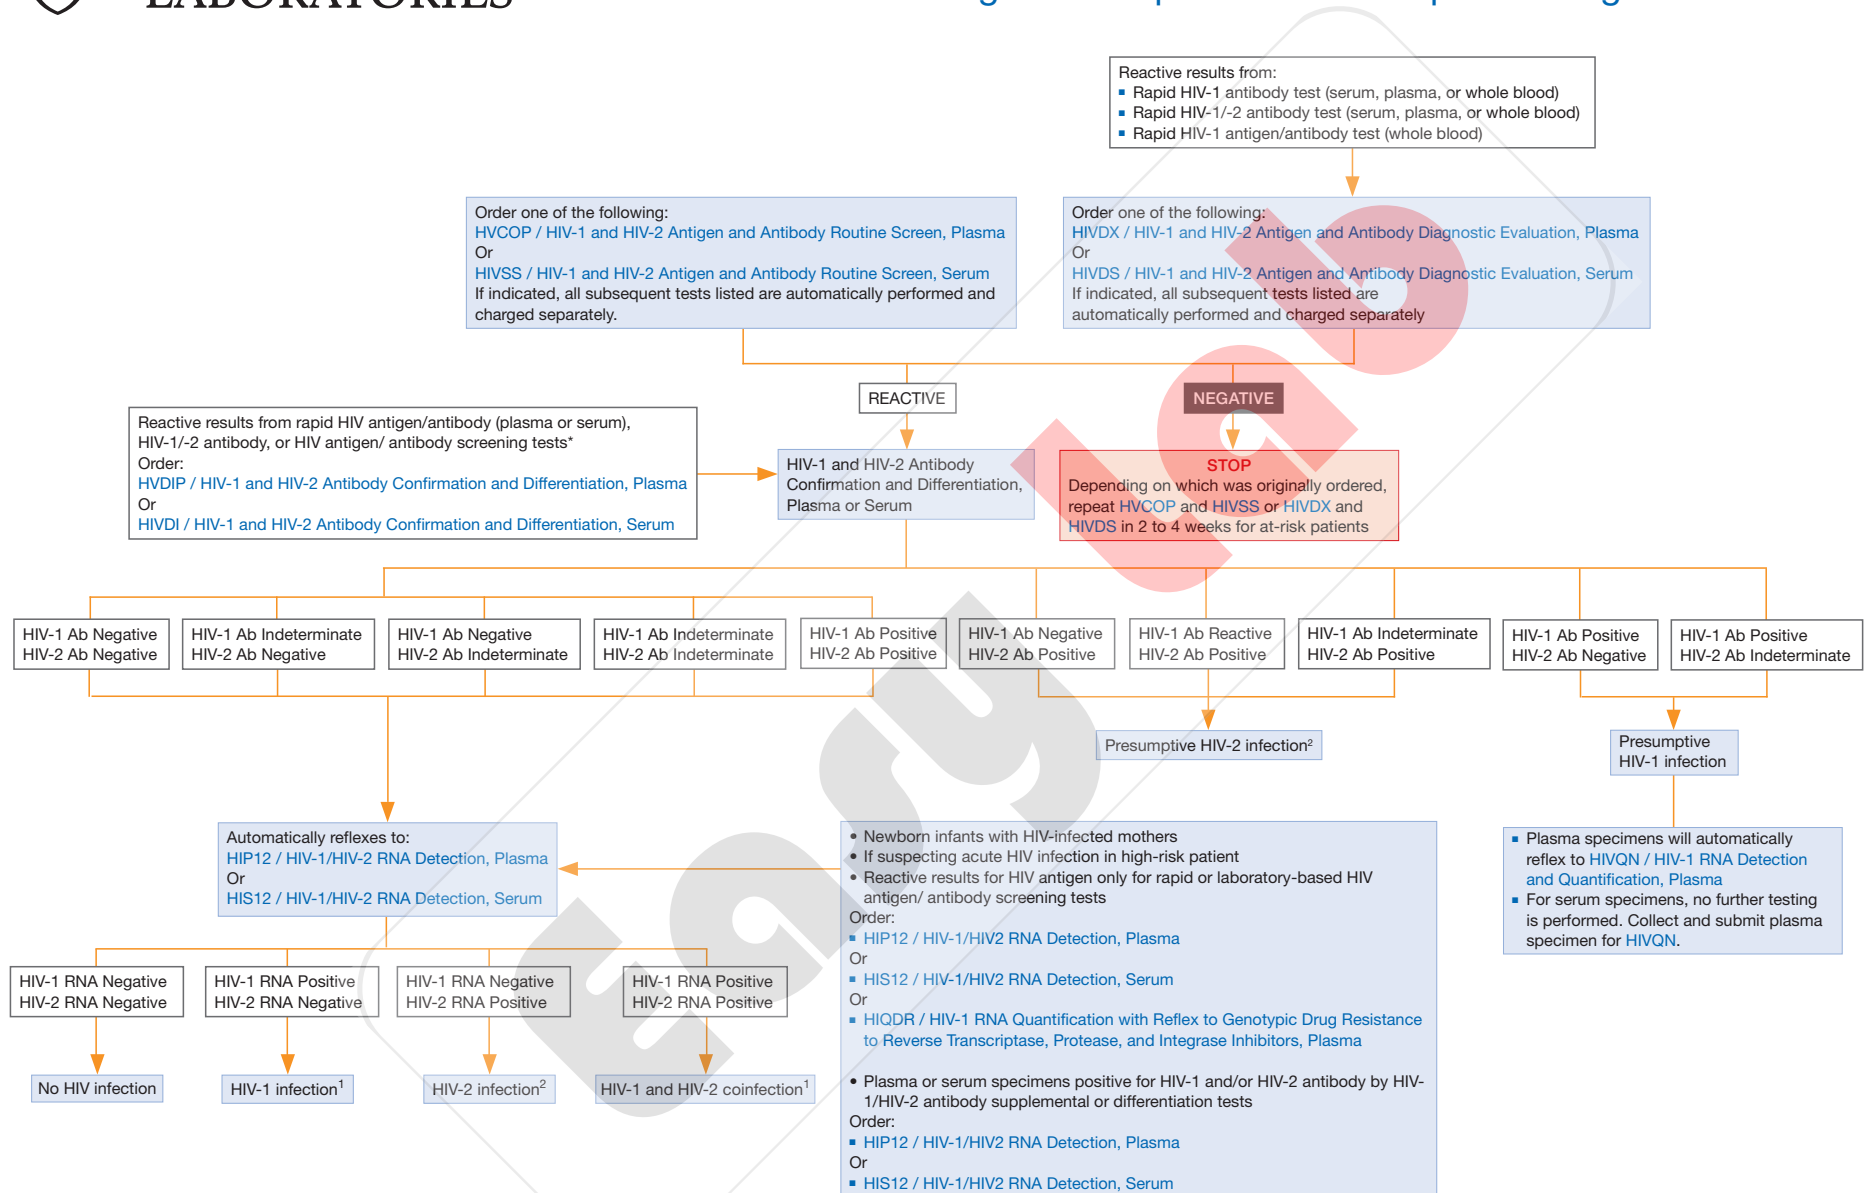 LABORATORIES
Reactive results from:
▪ Rapid HIV-1 antibody test (serum, plasma, or whole blood)
▪ Rapid HIV-1/-2 antibody test (serum, plasma, or whole blood)
▪ Rapid HIV-1 antigen/antibody test (whole blood)
Order one of the following:
HVCOP / HIV-1 and HIV-2 Antigen and Antibody Routine Screen, Plasma
Or
HIVSS / HIV-1 and HIV-2 Antigen and Antibody Routine Screen, Serum
If indicated, all subsequent tests listed are automatically performed and
charged separately.
Order one of the following:
HIVDX / HIV-1 and HIV-2 Antigen and Antibody Diagnostic Evaluation, Plasma
Or
HIVDS / HIV-1 and HIV-2 Antigen and Antibody Diagnostic Evaluation, Serum
If indicated, all subsequent tests listed are
automatically performed and charged separately
REACTIVE
NEGATIVE
Reactive results from rapid HIV antigen/antibody (plasma or serum),
HIV-1/-2 antibody, or HIV antigen/ antibody screening tests*
Order:
HVDIP / HIV-1 and HIV-2 Antibody Confirmation and Differentiation, Plasma
Or
HIVDI / HIV-1 and HIV-2 Antibody Confirmation and Differentiation, Serum
HIV-1 and HIV-2 Antibody
Confirmation and Differentiation,
Plasma or Serum
STOP
Depending on which was originally ordered,
repeat HVCOP and HIVSS or HIVDX and
HIVDS in 2 to 4 weeks for at-risk patients
HIV-1 Ab Negative
HIV-2 Ab Negative
HIV-1 Ab Indeterminate
HIV-2 Ab Negative
HIV-1 Ab Negative
HIV-2 Ab Indeterminate
HIV-1 Ab Indeterminate
HIV-2 Ab Indeterminate
HIV-1 Ab Positive
HIV-2 Ab Positive
HIV-1 Ab Negative
HIV-2 Ab Positive
HIV-1 Ab Reactive
HIV-2 Ab Positive
HIV-1 Ab Indeterminate
HIV-2 Ab Positive
HIV-1 Ab Positive
HIV-2 Ab Negative
HIV-1 Ab Positive
HIV-2 Ab Indeterminate
Presumptive HIV-2 infection²
Presumptive
HIV-1 infection
Automatically reflexes to:
HIP12 / HIV-1/HIV-2 RNA Detection, Plasma
Or
HIS12 / HIV-1/HIV-2 RNA Detection, Serum
• Newborn infants with HIV-infected mothers
• If suspecting acute HIV infection in high-risk patient
• Reactive results for HIV antigen only for rapid or laboratory-based HIV
antigen/ antibody screening tests
Order:
▪ HIP12 / HIV-1/HIV2 RNA Detection, Plasma
Or
▪ HIS12 / HIV-1/HIV2 RNA Detection, Serum
Or
▪ HIQDR / HIV-1 RNA Quantification with Reflex to Genotypic Drug Resistance
to Reverse Transcriptase, Protease, and Integrase Inhibitors, Plasma
• Plasma or serum specimens positive for HIV-1 and/or HIV-2 antibody by HIV-
1/HIV-2 antibody supplemental or differentiation tests
Order:
▪ HIP12 / HIV-1/HIV2 RNA Detection, Plasma
Or
▪ HIS12 / HIV-1/HIV2 RNA Detection, Serum
▪ Plasma specimens will automatically
reflex to HIVQN / HIV-1 RNA Detection
and Quantification, Plasma
▪ For serum specimens, no further testing
is performed. Collect and submit plasma
specimen for HIVQN.
HIV-1 RNA Negative
HIV-2 RNA Negative
HIV-1 RNA Positive
HIV-2 RNA Negative
HIV-1 RNA Negative
HIV-2 RNA Positive
HIV-1 RNA Positive
HIV-2 RNA Positive
No HIV infection
HIV-1 infection¹
HIV-2 infection²
HIV-1 and HIV-2 coinfection¹
Easy lab